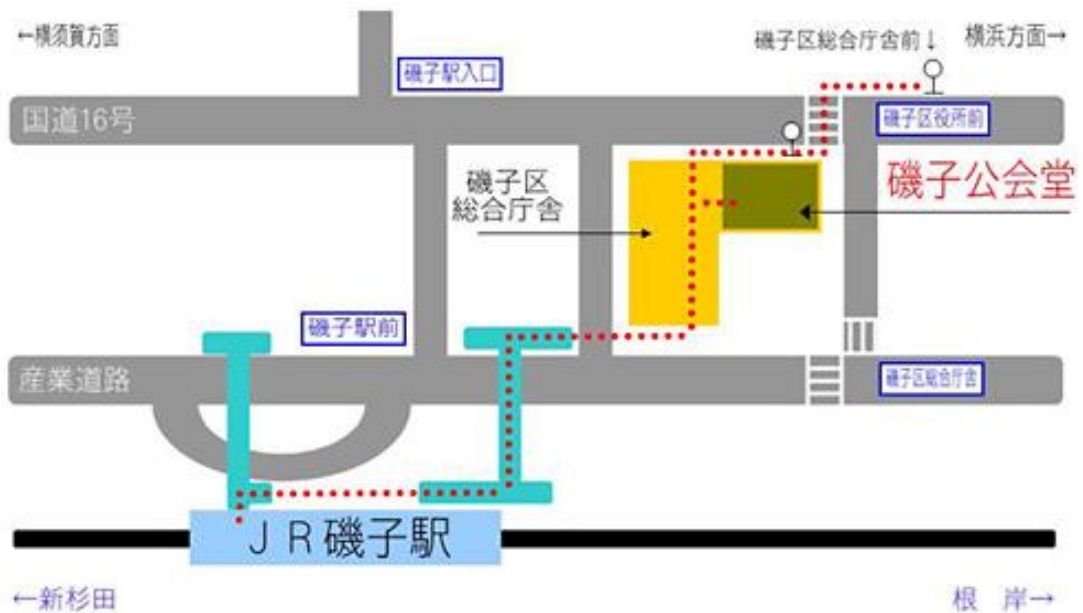 ←横須賀方面
磯子区総合庁舎前↓
横浜方面→
磯子駅入口
国道16号
磯子区役所前
磯子区
総合庁舎
磯子公会堂
磯子駅前
産業道路
磯子区総合庁舎
ＪＲ磯子駅
←新杉田
根　岸→